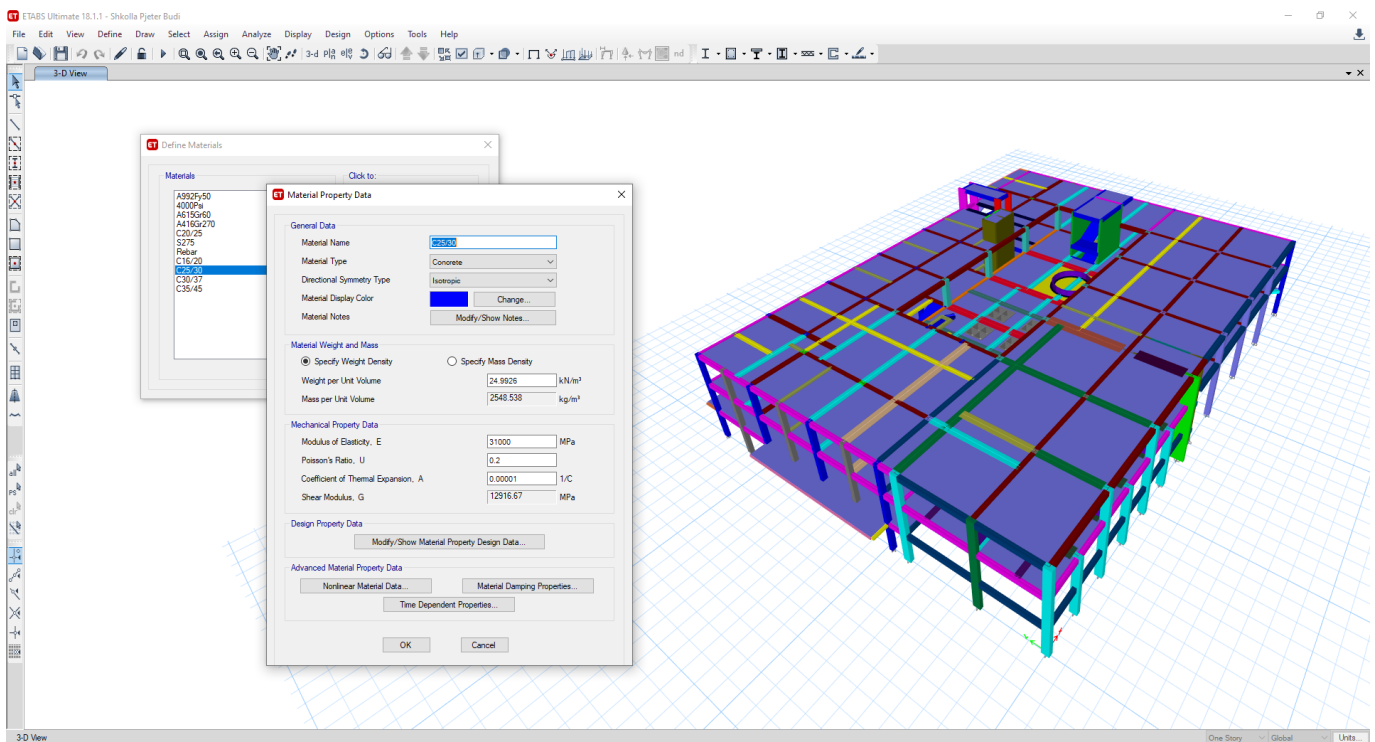 ETABS Ultimate 18.1.1 - Shkolla Pjeter Budi
File Edit View Define Draw Select Assign Analyze Display Design Options Tools Help
3-d
nd
3-D View
Define Materials
Materials
Click to:
A992Fy50
4000Psi
A615Gr60
A416Gr270
C20/25
S275
Rebar
C16/20
C25/30
C30/37
C35/45
Material Property Data
General Data
Material Name C25/30
Material Type Concrete
Directional Symmetry Type Isotropic
Material Display Color Change...
Material Notes Modify/Show Notes...
Material Weight and Mass
Specify Weight Density Specify Mass Density
Weight per Unit Volume 24.9926 kN/m³
Mass per Unit Volume 2548.538 kg/m³
Mechanical Property Data
Modulus of Elasticity, E 31000 MPa
Poisson's Ratio, U 0.2
Coefficient of Thermal Expansion, A 0.00001 1/C
Shear Modulus, G 12916.67 MPa
Design Property Data
Modify/Show Material Property Design Data...
Advanced Material Property Data
Nonlinear Material Data... Material Damping Properties...
Time Dependent Properties...
OK Cancel
3-D View One Story Global Units...